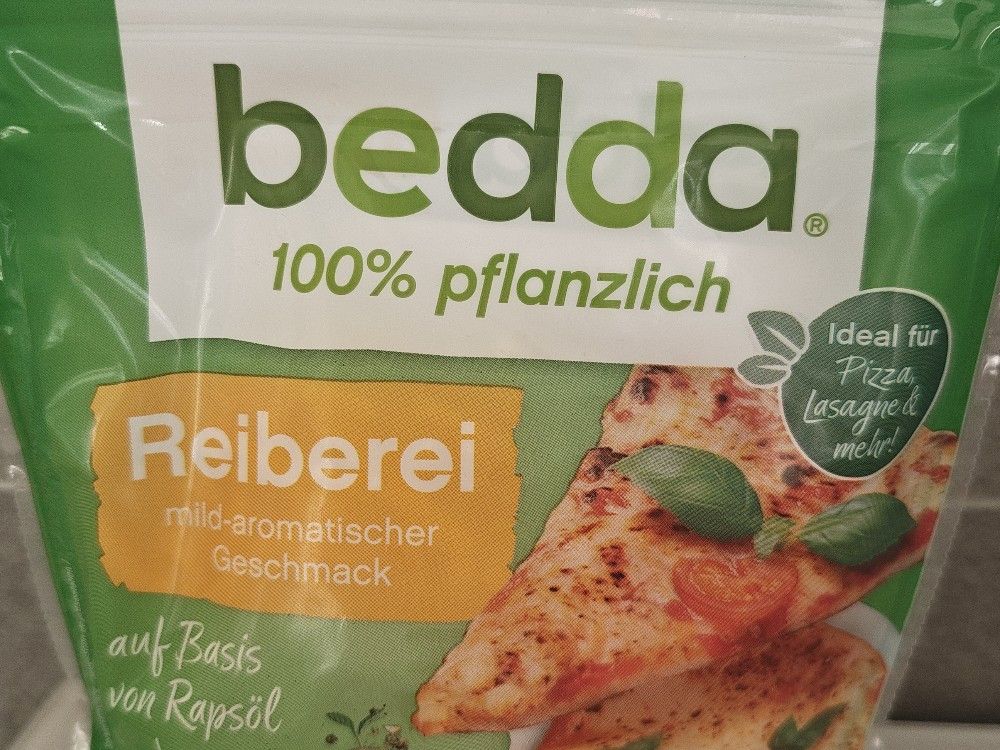 bedda®
100% pflanzlich
Ideal für
Pizza,
Lasagne &
mehr!
Reiberei
mild-aromatischer
Geschmack
auf Basis
von Rapsöl